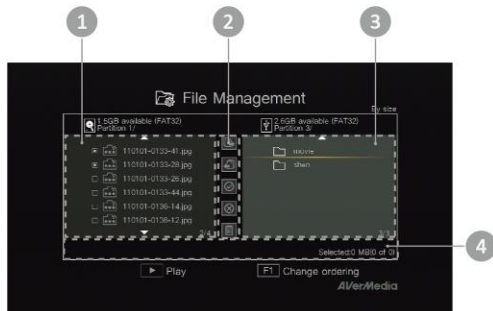 1
2
3
File Management
By size
1.5GB available (FAT32)
Partition 1/
2.6GB available (FAT32)
Partition 3/
110101-0133-41.jpg
110101-0133-28.jpg
110101-0133-26.jpg
110101-0133-44.jpg
110101-0136-14.jpg
110101-0136-12.jpg
movie
shen
2/4
Selected:0 MB(0 of 0)
4
Play
F1 Change ordering
AVerMedia